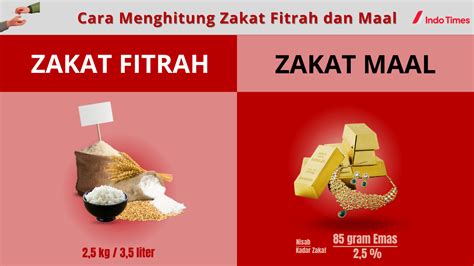 Cara Menghitung Zakat Fitrah dan Maal
Indo Times
ZAKAT FITRAH
ZAKAT MAAL
2,5 kg / 3,5 liter
Nisab 85 gram Emas
Kadar Zakat 2,5 %